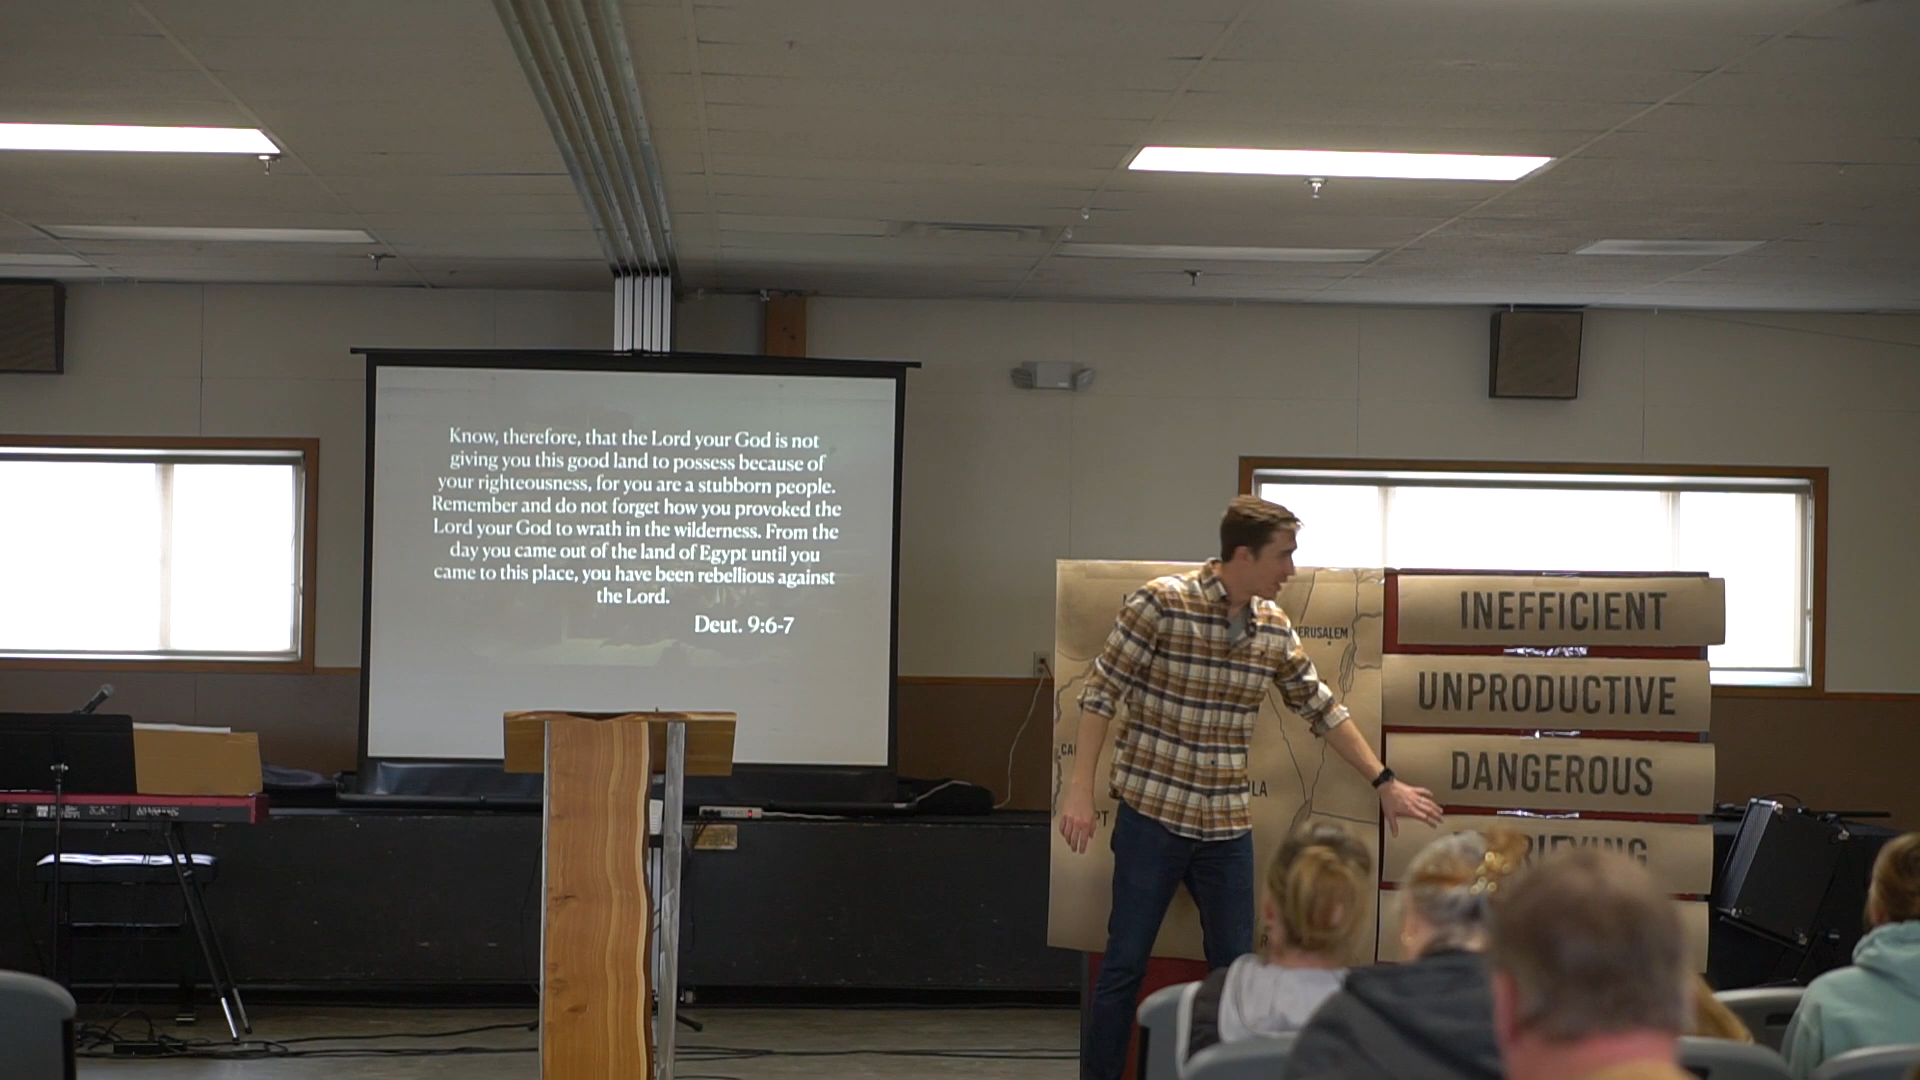 Know, therefore, that the Lord your God is not
giving you this good land to possess because of
your righteousness, for you are a stubborn people.
Remember and do not forget how you provoked the
Lord your God to wrath in the wilderness. From the
day you came out of the land of Egypt until you
came to this place, you have been rebellious against
the Lord.
Deut. 9:6-7
INEFFICIENT
UNPRODUCTIVE
DANGEROUS